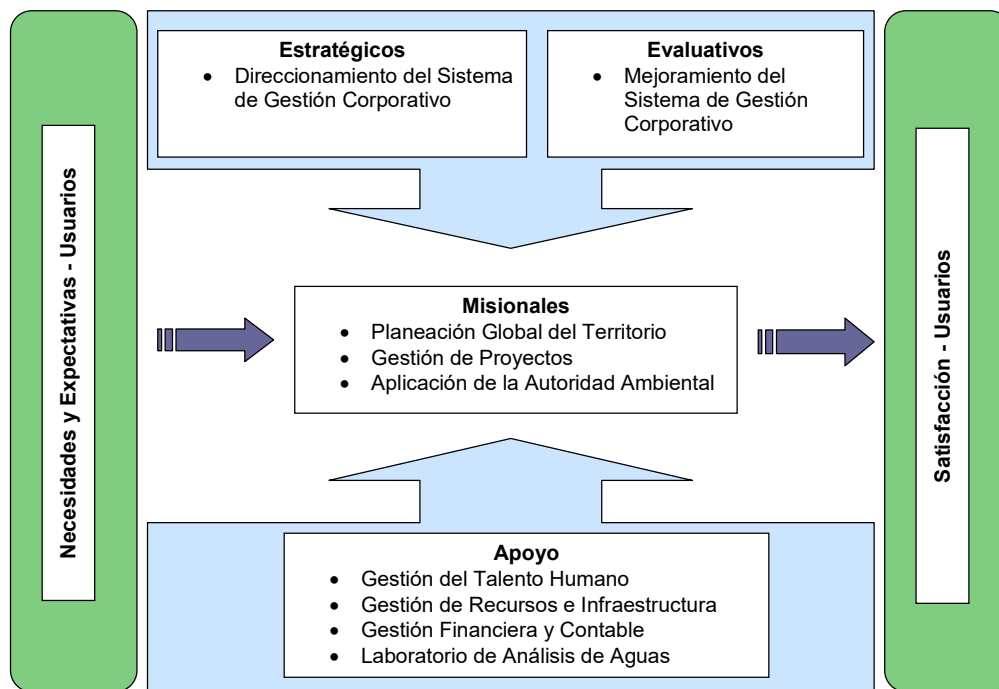 Necesidades y Expectativas - Usuarios
Estratégicos
• Direccionamiento del Sistema
de Gestión Corporativo
Evaluativos
• Mejoramiento del
Sistema de Gestión
Corporativo
Misionales
• Planeación Global del Territorio
• Gestión de Proyectos
• Aplicación de la Autoridad Ambiental
Apoyo
• Gestión del Talento Humano
• Gestión de Recursos e Infraestructura
• Gestión Financiera y Contable
• Laboratorio de Análisis de Aguas
Satisfacción - Usuarios